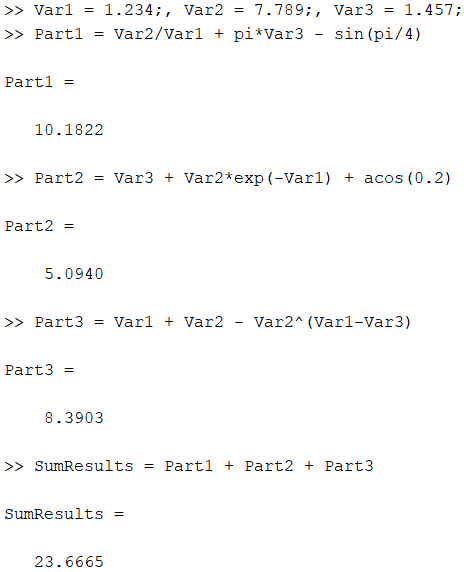 >> Var1 = 1.234;, Var2 = 7.789;, Var3 = 1.457;
>> Part1 = Var2/Var1 + pi*Var3 - sin(pi/4)
Part1 =
10.1822
>> Part2 = Var3 + Var2*exp(-Var1) + acos(0.2)
Part2 =
5.0940
>> Part3 = Var1 + Var2 - Var2^(Var1-Var3)
Part3 =
8.3903
>> SumResults = Part1 + Part2 + Part3
SumResults =
23.6665